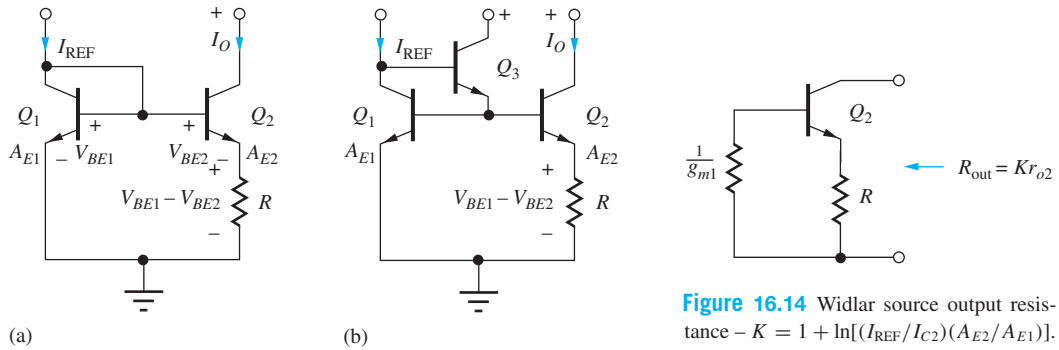 +
I_REF
I_O
Q_1
Q_2
+
+
A_E1
–
V_BE1
V_BE2
–
A_E2
+
V_BE1 – V_BE2
R
–
(a)
+
+
I_REF
I_O
Q_3
Q_1
Q_2
A_E1
A_E2
+
V_BE1 – V_BE2
R
–
(b)
Q_2
1/g_m1
R_out = Kr_o2
R
Figure 16.14 Widlar source output resis-
tance – K = 1 + ln[(I_REF/I_C2)(A_E2/A_E1)].